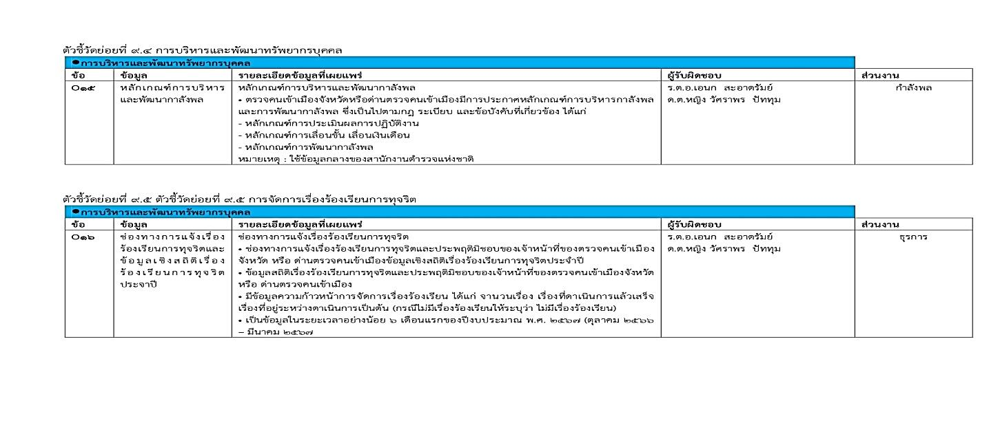 ตัวชี้วัดย่อยที่ ๙.๔ การบริหารและพัฒนาทรัพยากรบุคคล
●การบริหารและพัฒนาทรัพยากรบุคคล
ข้อ ข้อมูล รายละเอียดข้อมูลที่เผยแพร่ ผู้รับผิดชอบ ส่วนงาน
O๑๕ หลักเกณฑ์การบริหาร หลักเกณฑ์การบริหารและพัฒนากาลังพล ร.ต.อ.เอนก สะอาดรัมย์ กำลังพล
และพัฒนากาลังพล • ตรวจคนเข้าเมืองจังหวัดหรือด่านตรวจคนเข้าเมืองมีการประกาศหลักเกณฑ์การบริหารกาลังพล ด.ต.หญิง วัศราพร ปัททุม
และการพัฒนากาลังพล ซึ่งเป็นไปตามกฎ ระเบียบ และข้อบังคับที่เกี่ยวข้อง ได้แก่
- หลักเกณฑ์การประเมินผลการปฏิบัติงาน
- หลักเกณฑ์การเลื่อนขั้น เลื่อนเงินเดือน
- หลักเกณฑ์การพัฒนากาลังพล
หมายเหตุ : ใช้ข้อมูลกลางของสานักงานตำรวจแห่งชาติ
ตัวชี้วัดย่อยที่ ๙.๕ ตัวชี้วัดย่อยที่ ๙.๕ การจัดการเรื่องร้องเรียนการทุจริต
●การบริหารและพัฒนาทรัพยากรบุคคล
ข้อ ข้อมูล รายละเอียดข้อมูลที่เผยแพร่ ผู้รับผิดชอบ ส่วนงาน
O๑๖ ช่องทางการแจ้งเรื่อง ช่องทางการแจ้งเรื่องร้องเรียนการทุจริต ร.ต.อ.เอนก สะอาดรัมย์ ธุรการ
ร้องเรียนการทุจริตและ • ช่องทางการแจ้งเรื่องร้องเรียนการทุจริตและประพฤติมิชอบของเจ้าหน้าที่ของตรวจคนเข้าเมือง ด.ต.หญิง วัศราพร ปัททุม
ข้อมูลเชิงสถิติเรื่อง จังหวัด หรือ ด่านตรวจคนเข้าเมืองข้อมูลเชิงสถิติเรื่องร้องเรียนการทุจริตประจำปี
ร้องเรียนการทุจริต • ข้อมูลสถิติเรื่องร้องเรียนการทุจริตและประพฤติมิชอบของเจ้าหน้าที่ของตรวจคนเข้าเมืองจังหวัด
ประจาปี หรือ ด่านตรวจคนเข้าเมือง
• มีข้อมูลความก้าวหน้าการจัดการเรื่องร้องเรียน ได้แก่ จานวนเรื่อง เรื่องที่ดาเนินการแล้วเสร็จ
เรื่องที่อยู่ระหว่างดาเนินการเป็นต้น (กรณีไม่มีเรื่องร้องเรียนให้ระบุว่า ไม่มีเรื่องร้องเรียน)
• เป็นข้อมูลในระยะเวลาอย่างน้อย ๖ เดือนแรกของปีงบประมาณ พ.ศ. ๒๕๖๗ (ตุลาคม ๒๕๖๖
– มีนาคม ๒๕๖๗